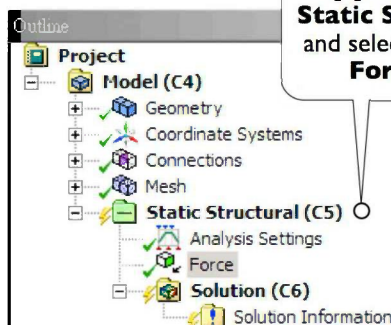 Outline
Static S
and selec
For
Project
Model (C4)
Geometry
Coordinate Systems
Connections
Mesh
Static Structural (C5)
Analysis Settings
Force
Solution (C6)
Solution Information